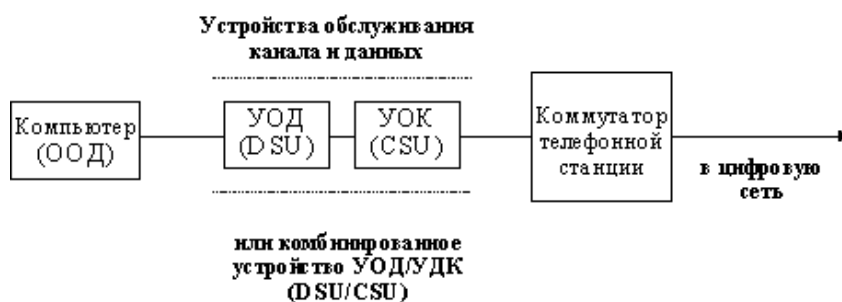 Устройства обслуживания
канала и данных
Компьютер
(ООД)
УОД
(DSU)
УОК
(CSU)
Коммутатор
телефонной
станции
в цифровую
сеть
или комбинированное
устройство УОД/УДК
(DSU/CSU)